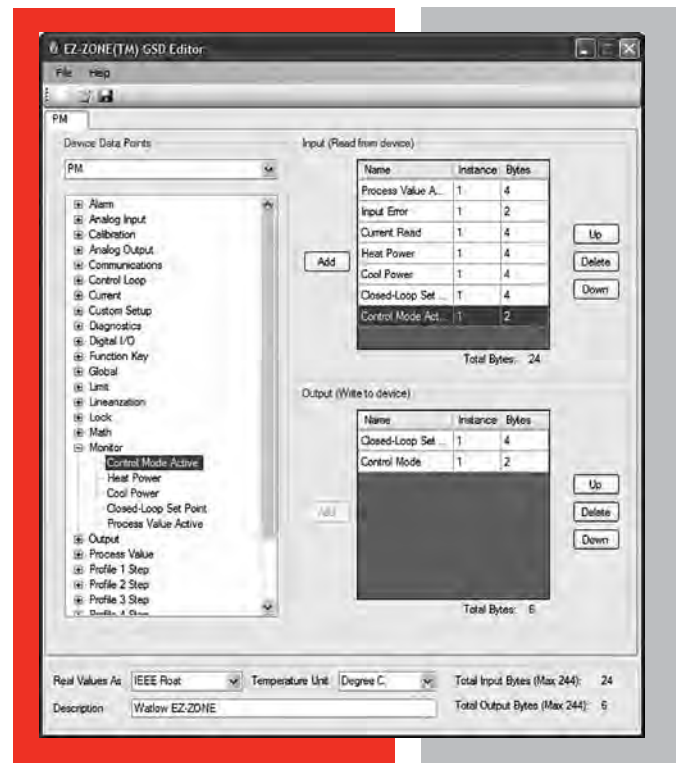 EZ-ZONE(TM) GSD Editor
File Help
PM
Device Data Points
PM
Alarm
Analog Input
Calibration
Analog Output
Communications
Control Loop
Current
Custom Setup
Diagnostics
Digital I/O
Function Key
Global
Limit
Linearization
Lock
Math
Monitor
Control Mode Active
Heat Power
Cool Power
Closed-Loop Set Point
Process Value Active
Output
Process Value
Profile 1 Step
Profile 2 Step
Profile 3 Step
Profile 4 Step
Input (Read from device)
Add
Name Instance Bytes
Process Value A... 1 4
Input Error 1 2
Current Read 1 4
Heat Power 1 4
Cool Power 1 4
Closed-Loop Set ... 1 4
Control Mode Act... 1 2
Total Bytes: 24
Up
Delete
Down
Output (Write to device)
Add
Name Instance Bytes
Closed-Loop Set ... 1 4
Control Mode 1 2
Total Bytes: 6
Up
Delete
Down
Real Values As IEEE Float Temperature Unit Degree C Total Input Bytes (Max 244): 24
Description Watlow EZ-ZONE Total Output Bytes (Max 244): 6